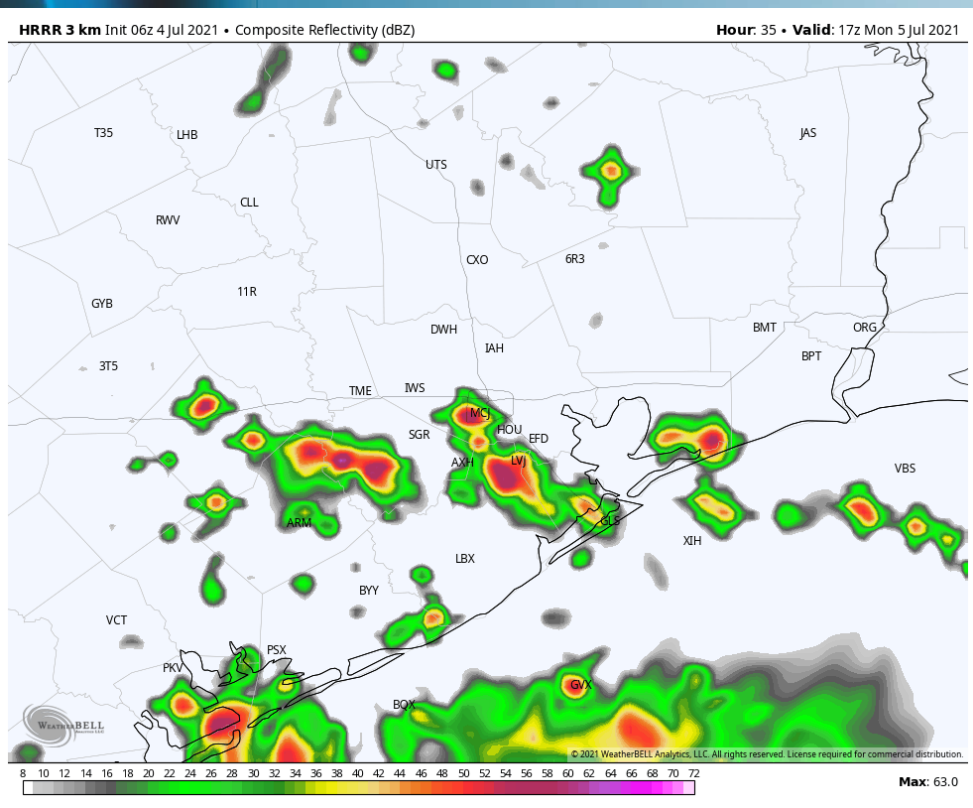 HRRR 3 km Init 06z 4 Jul 2021 • Composite Reflectivity (dBZ) Hour: 35 • Valid: 17z Mon 5 Jul 2021
T35 LHB JAS
UTS
CLL
RWV
CXO 6R3
11R
GYB
DWH BMT ORG
IAH
BPT
3T5
TME IWS
MCJ
SGR HOU
EFD
AXH LVJ
VBS
ARM GLS
XIH
LBX
BYY
VCT
PSX
PKV
GVX
BQX
WEATHERBELL
© 2021 WeatherBELL Analytics, LLC. All rights reserved. License required for commercial distribution.
8 10 12 14 16 18 20 22 24 26 28 30 32 34 36 38 40 42 44 46 48 50 52 56 60 62 64 66 68 70 72
Max: 63.0